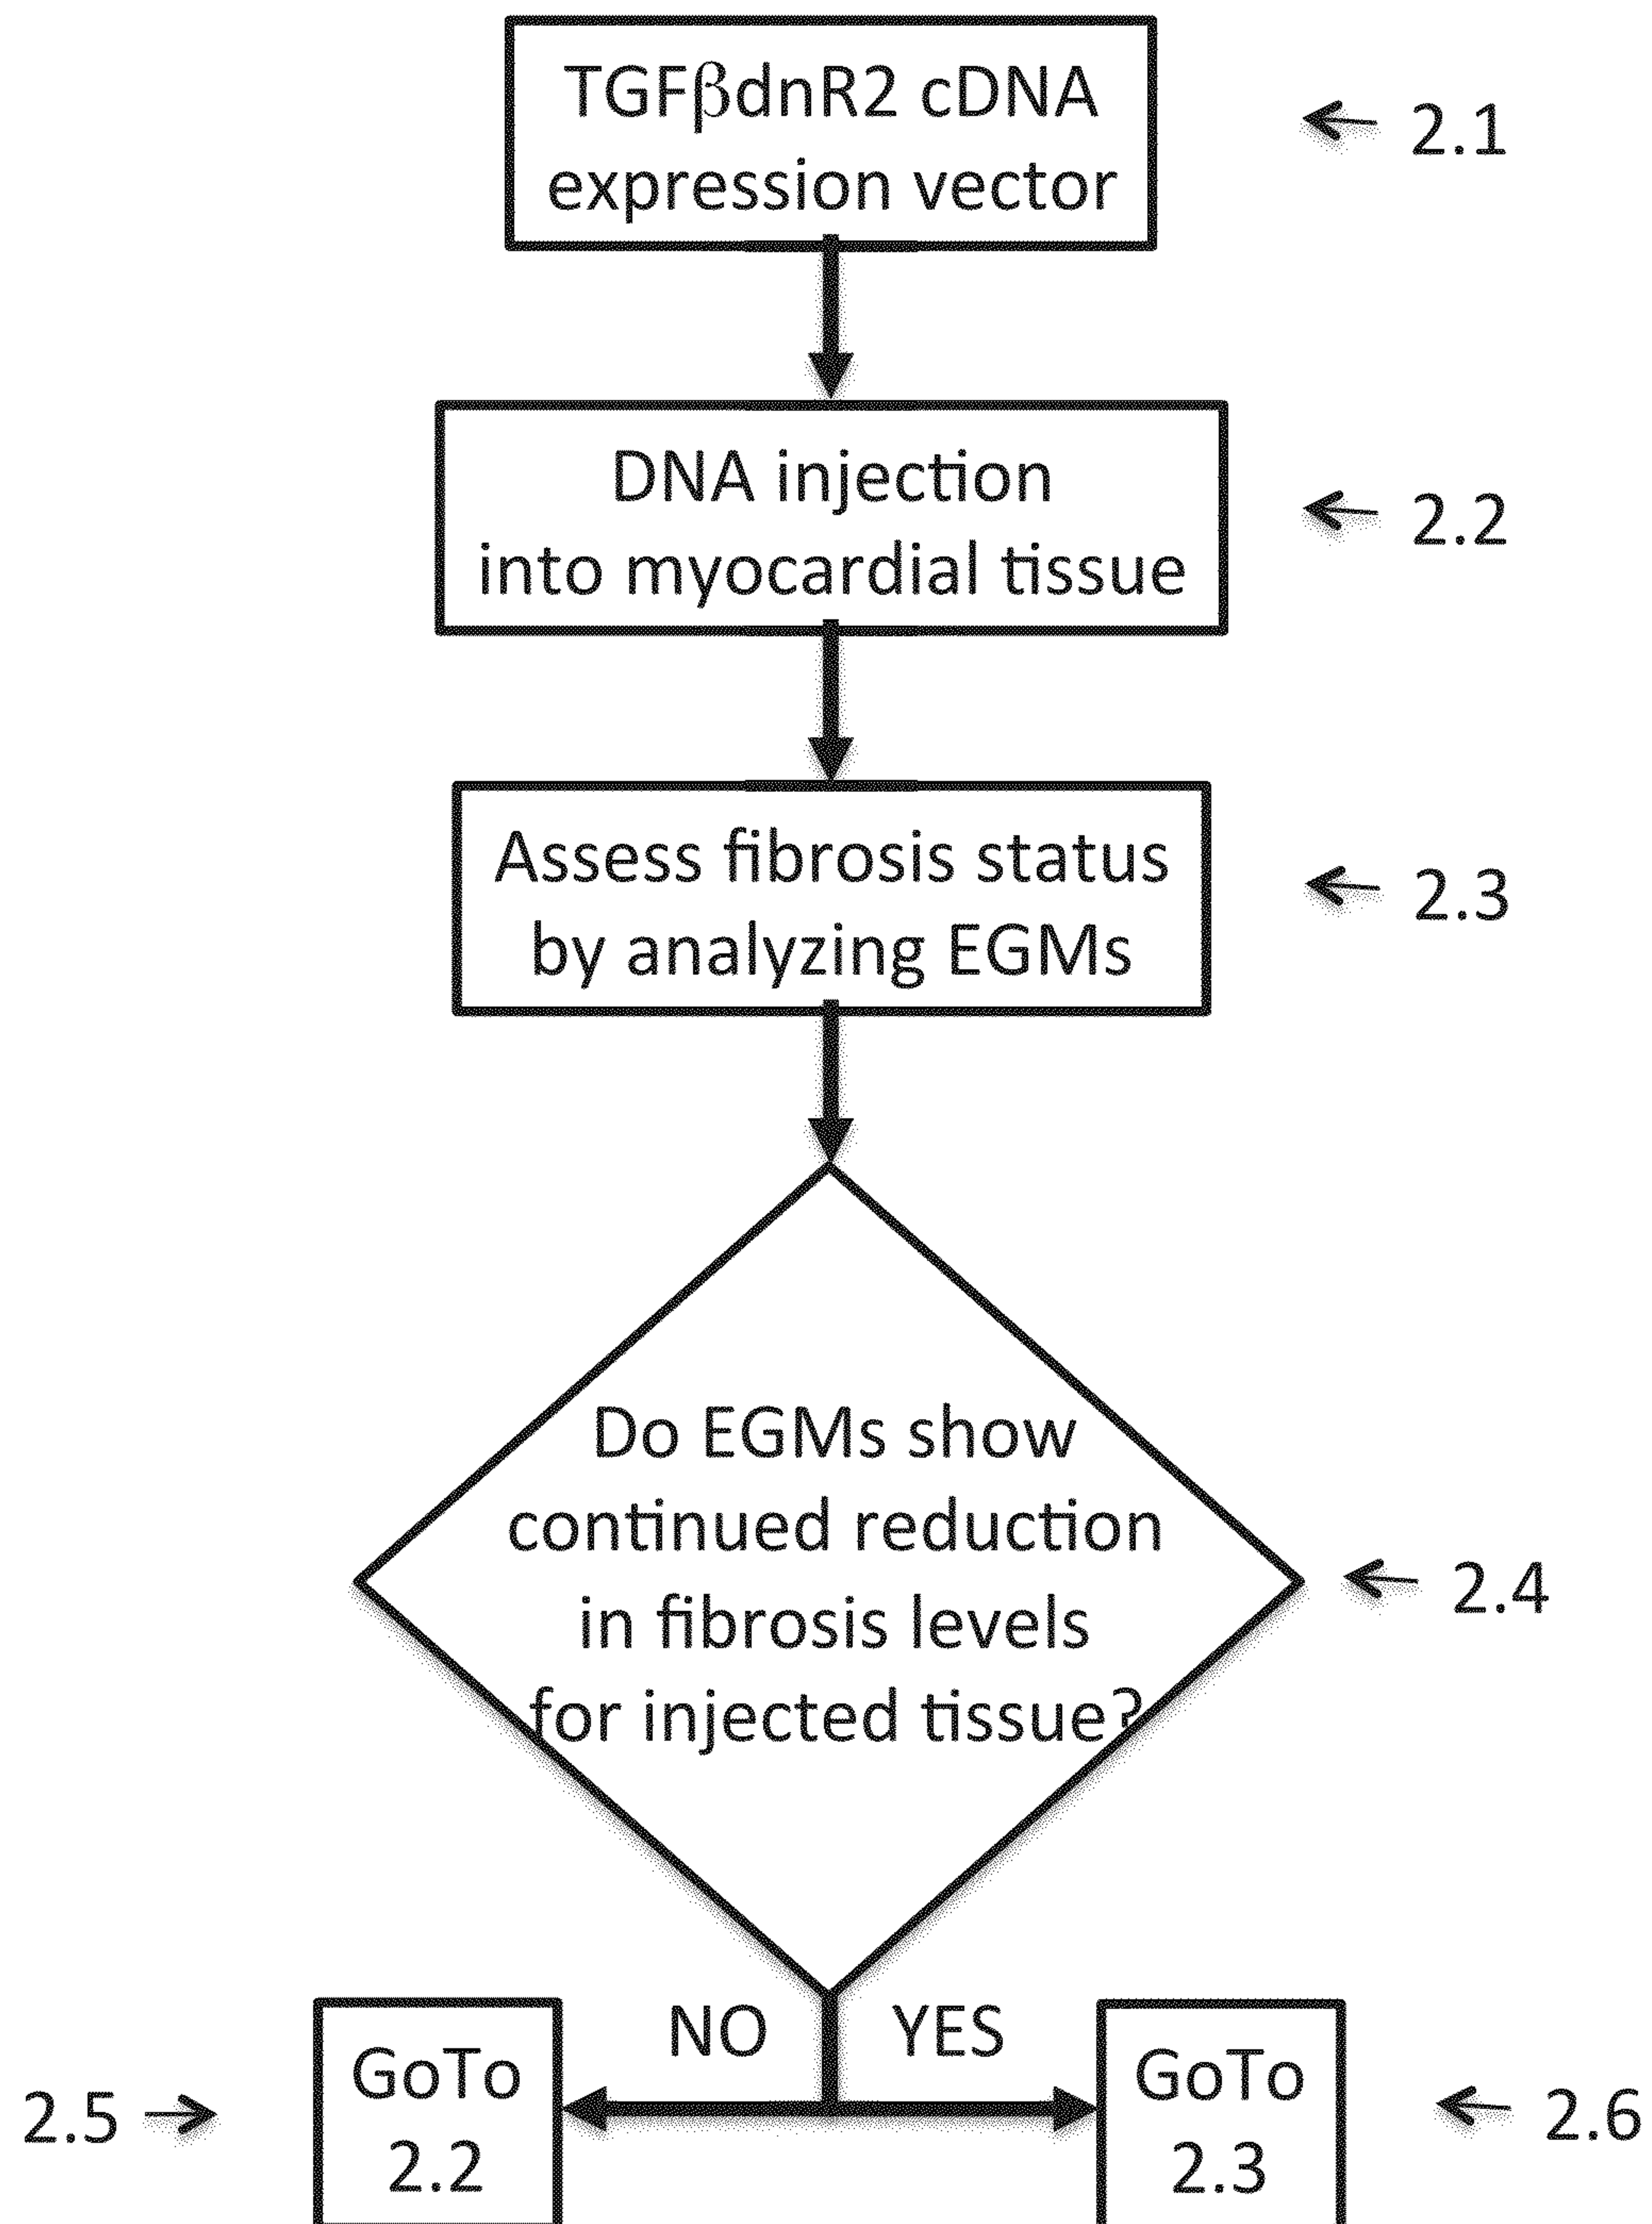 TGFβdnR2 cDNA
expression vector
2.1
DNA injection
into myocardial tissue
2.2
Assess fibrosis status
by analyzing EGMs
2.3
Do EGMs show
continued reduction
in fibrosis levels
for injected tissue?
2.4
NO
YES
2.5
GoTo
2.2
GoTo
2.3
2.6